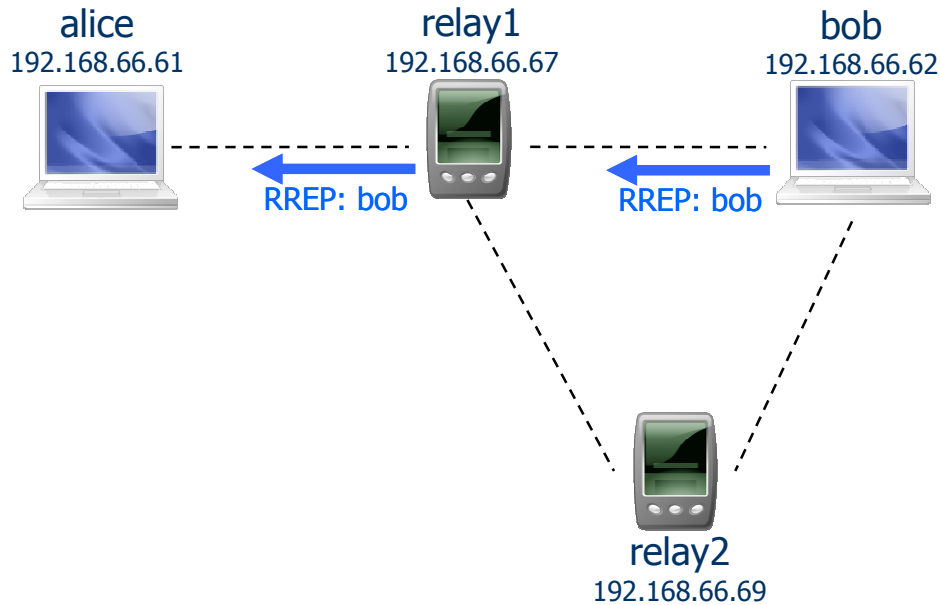 alice
192.168.66.61
relay1
192.168.66.67
bob
192.168.66.62
RREP: bob
RREP: bob
relay2
192.168.66.69